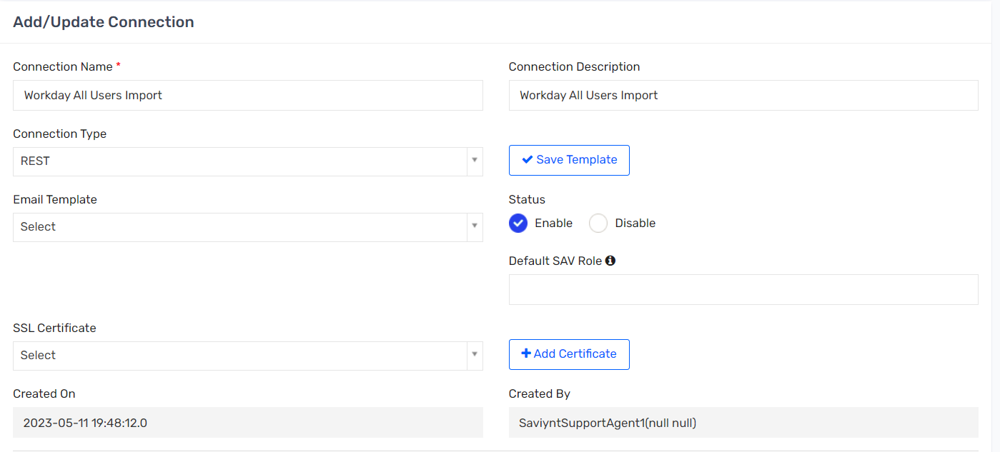 Add/Update Connection
Connection Name *
Connection Description
Workday All Users Import
Workday All Users Import
Connection Type
REST
Save Template
Email Template
Status
Select
Enable
Disable
Default SAV Role
SSL Certificate
Select
Add Certificate
Created On
Created By
2023-05-11 19:48:12.0
SaviyntSupportAgent1(null null)